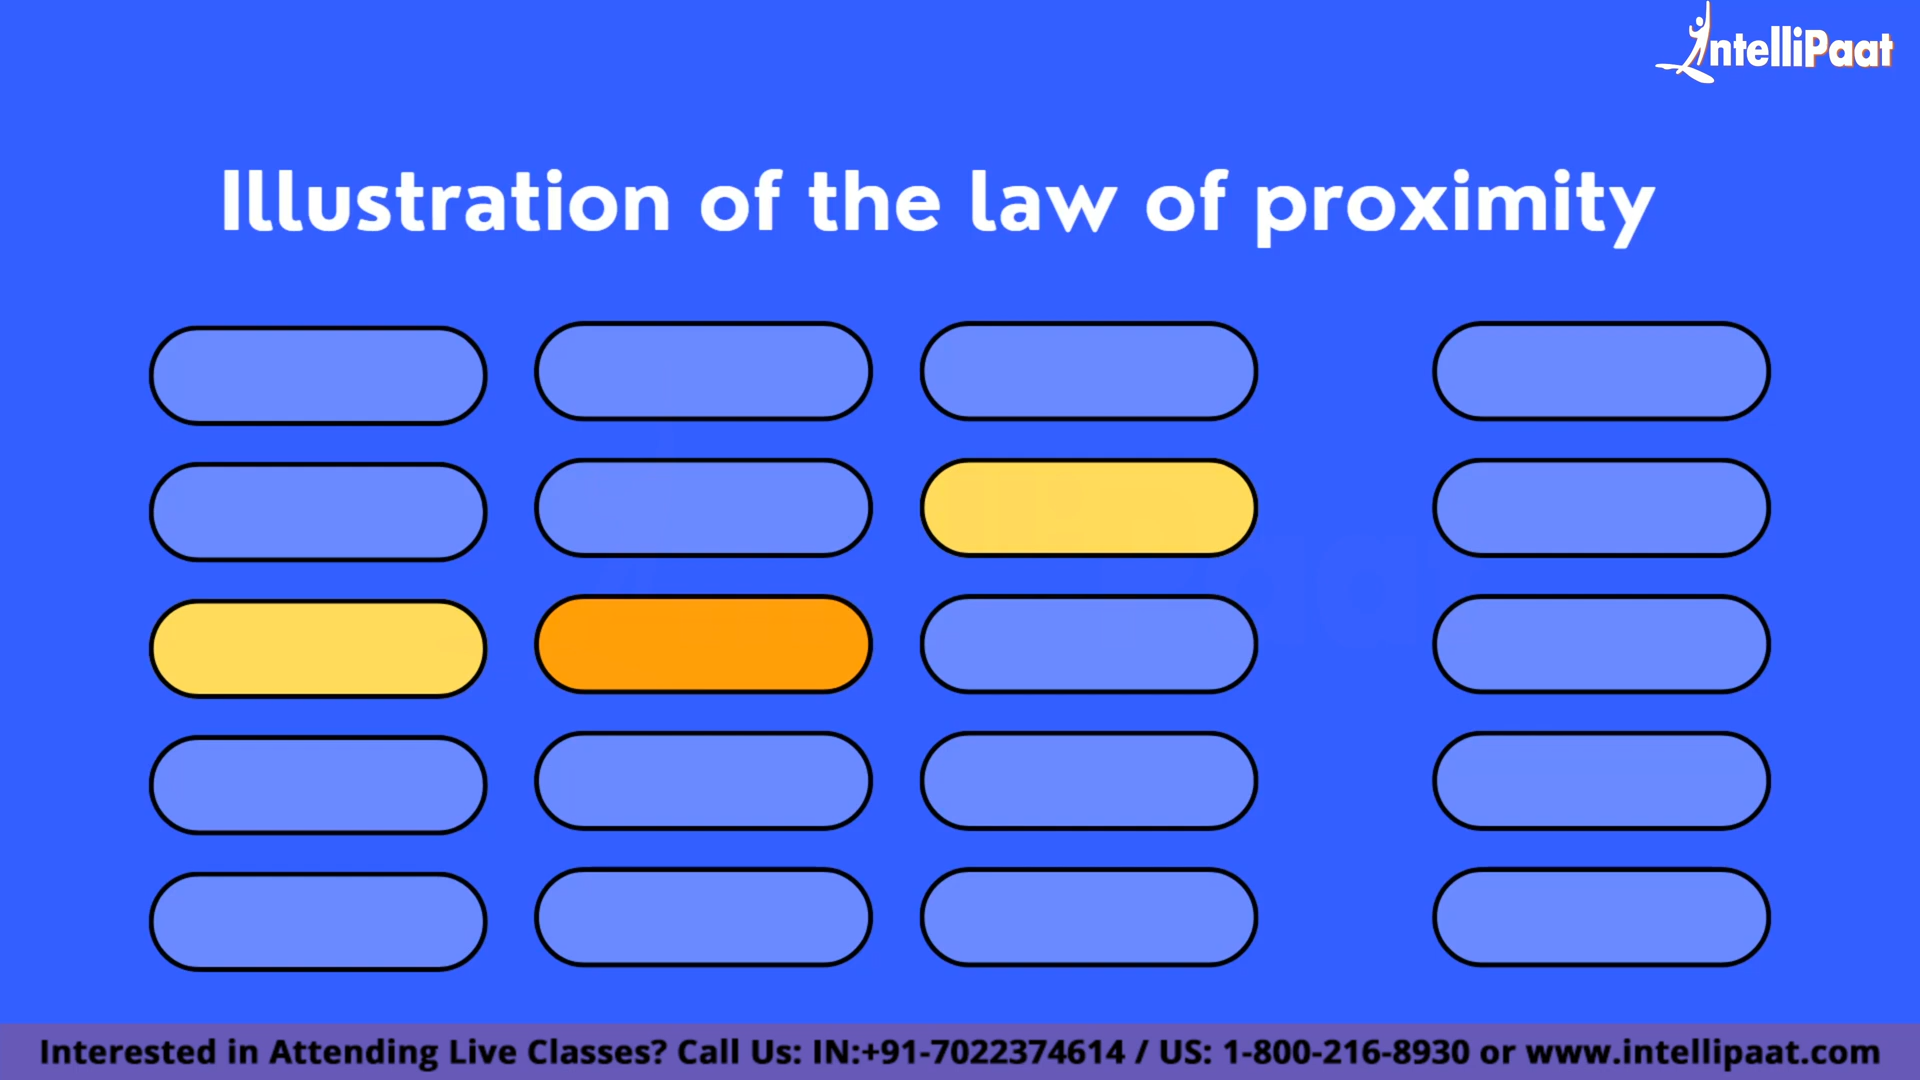 IntelliPaat
Illustration of the law of proximity
Interested in Attending Live Classes? Call Us: IN:+91-7022374614 / US: 1-800-216-8930 or www.intellipaat.com